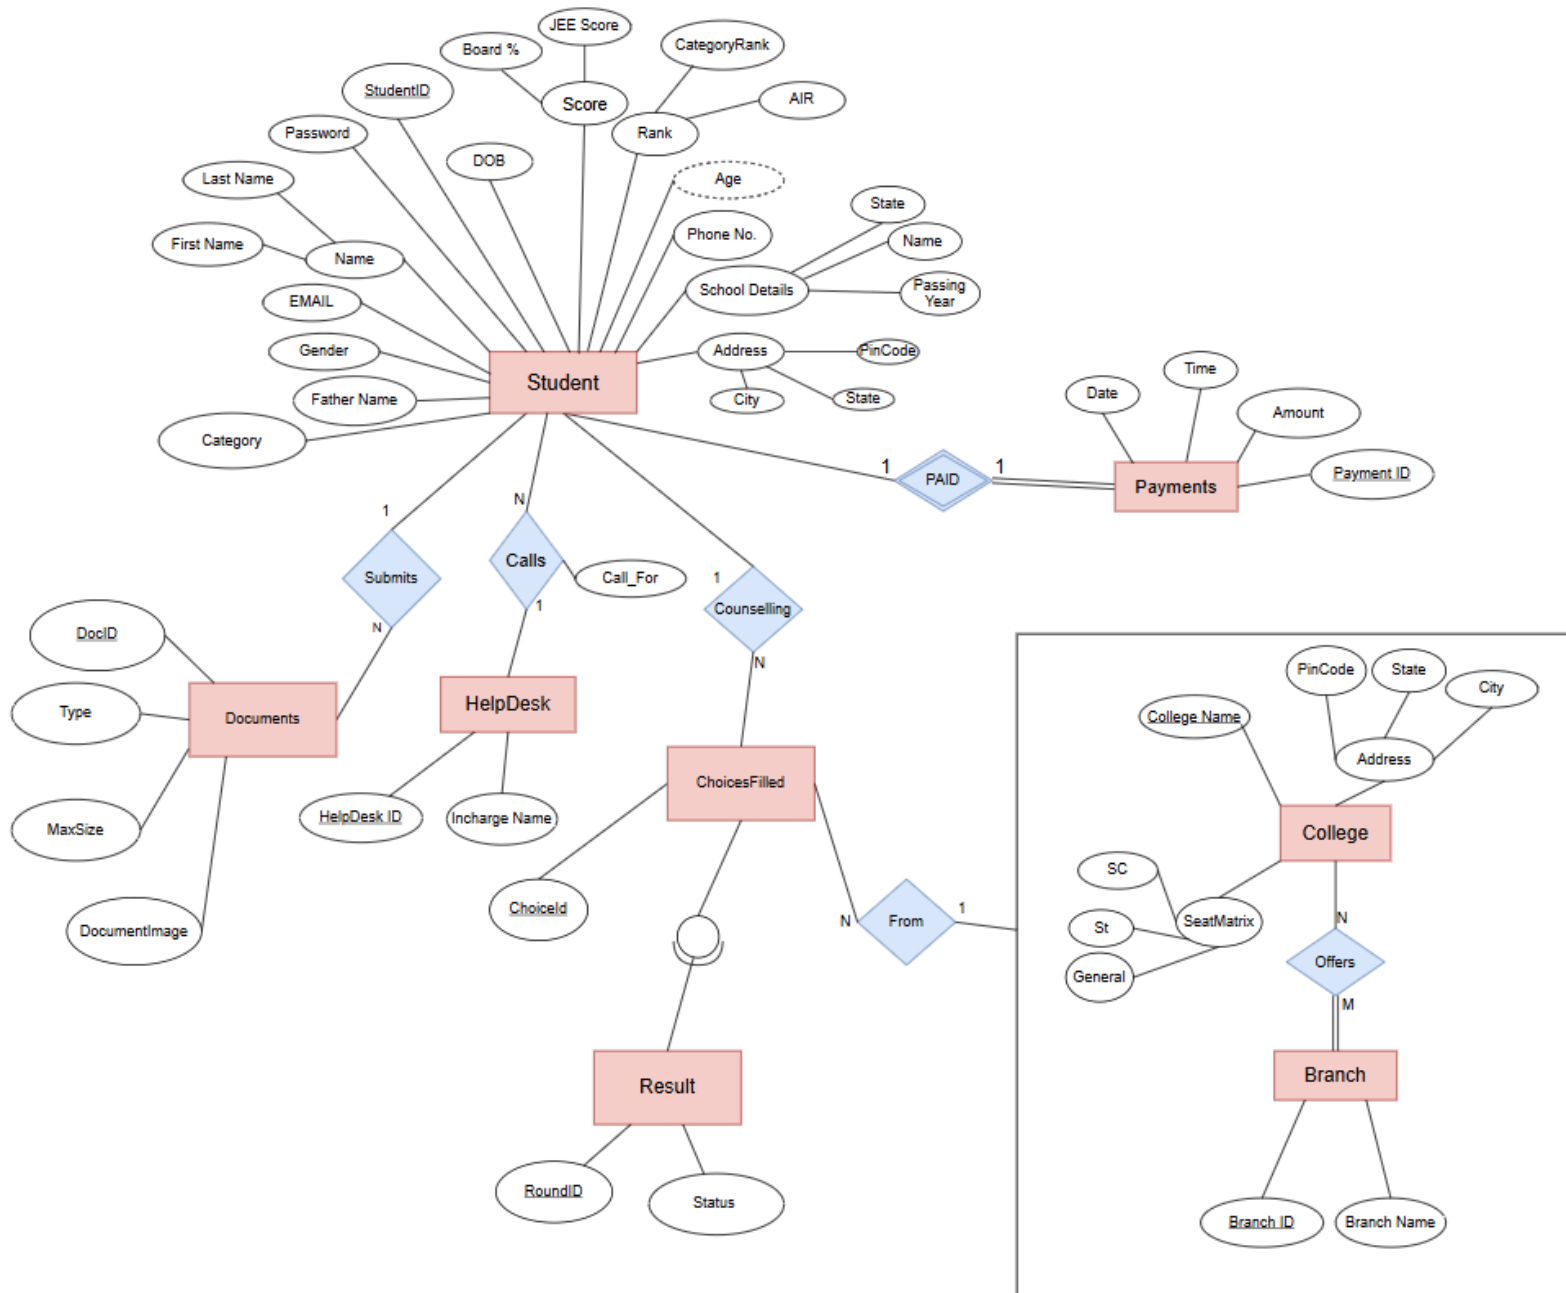 JEE Score
Board %
CategoryRank
StudentID
Score
AIR
Password
Rank
DOB
Last Name
Age
State
First Name
Name
Phone No.
Name
School Details
Passing
Year
EMAIL
Gender
Address
PinCode
Student
Father Name
City
State
Category
Time
Date
Amount
1
PAID
1
Payments
Payment ID
1
N
Submits
Calls
Call_For
1
1
Counselling
N
N
DocID
Type
Documents
HelpDesk
MaxSize
HelpDesk ID
Incharge Name
ChoicesFilled
DocumentImage
ChoiceId
N
From
1
PinCode
State
City
College Name
Address
College
SC
St
SeatMatrix
General
N
Offers
M
Result
Branch
RoundID
Status
Branch ID
Branch Name